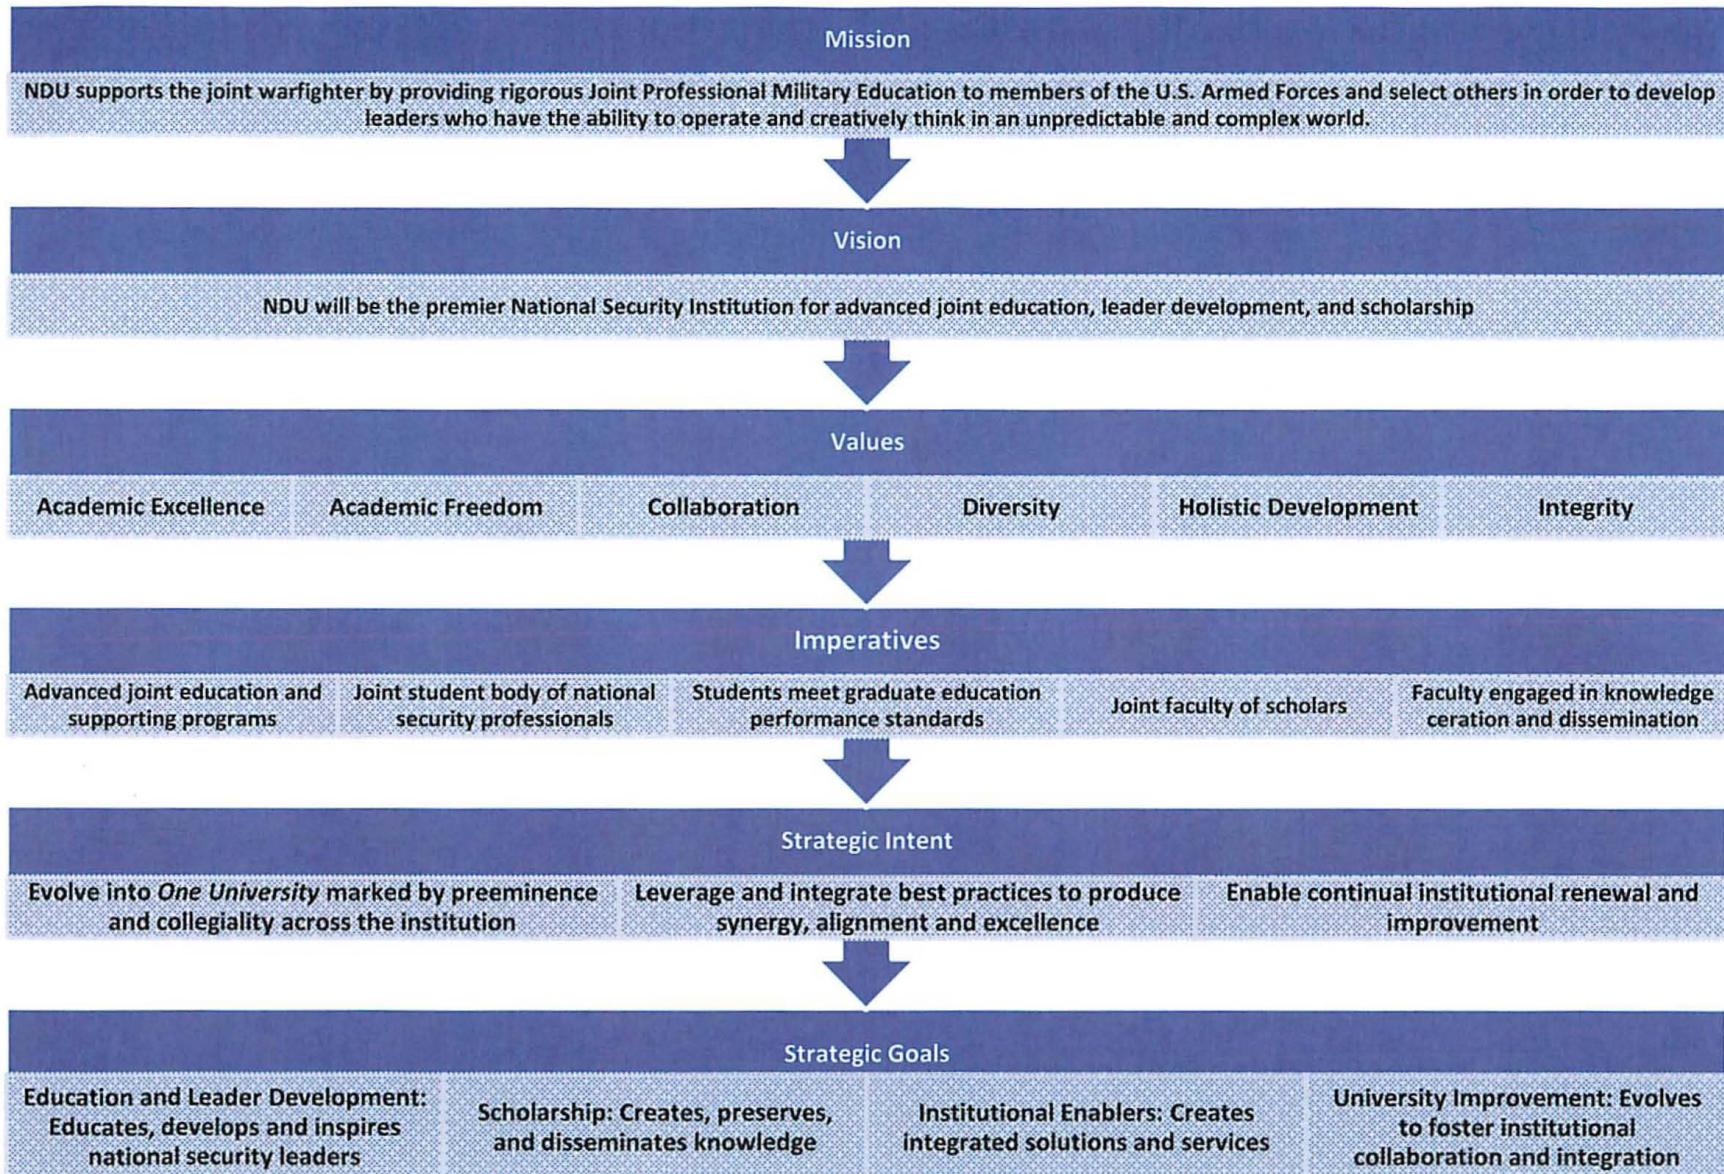 Mission
NDU supports the joint warfighter by providing rigorous Joint Professional Military Education to members of the U.S. Armed Forces and select others in order to develop
leaders who have the ability to operate and creatively think in an unpredictable and complex world.
Vision
NDU will be the premier National Security Institution for advanced joint education, leader development, and scholarship
Values
Academic Excellence
Academic Freedom
Collaboration
Diversity
Holistic Development
Integrity
Imperatives
Advanced joint education and
supporting programs
Joint student body of national
security professionals
Students meet graduate education
performance standards
Joint faculty of scholars
Faculty engaged in knowledge
ceration and dissemination
Strategic Intent
Evolve into One University marked by preeminence
and collegiality across the institution
Leverage and integrate best practices to produce
synergy, alignment and excellence
Enable continual institutional renewal and
improvement
Strategic Goals
Education and Leader Development:
Educates, develops and inspires
national security leaders
Scholarship: Creates, preserves,
and disseminates knowledge
Institutional Enablers: Creates
integrated solutions and services
University Improvement: Evolves
to foster institutional
collaboration and integration